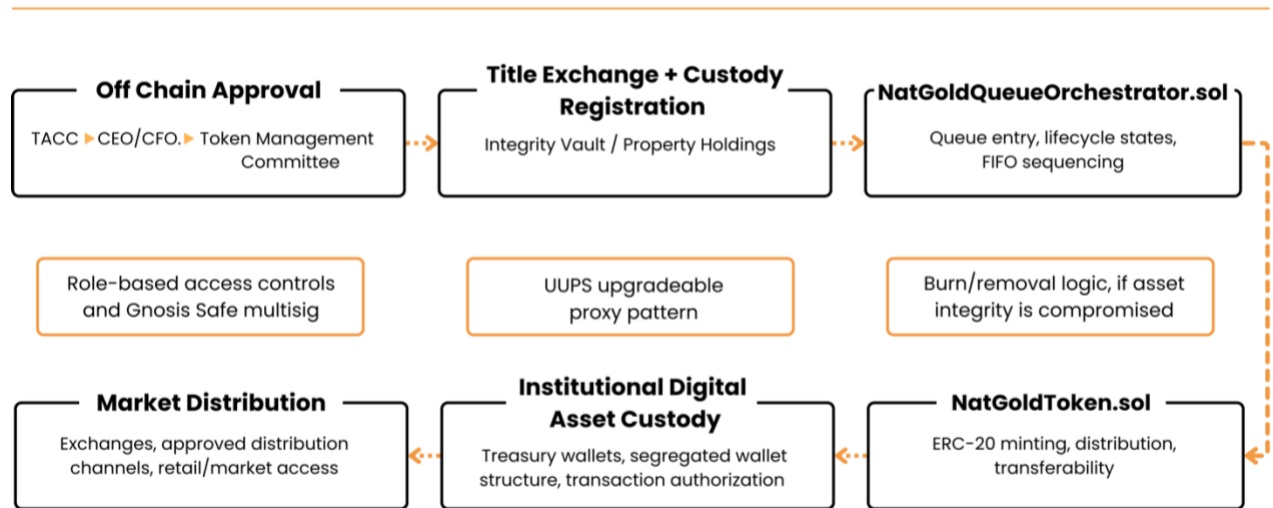 Off Chain Approval
TACC ▶ CEO/CFO. ▶ Token Management
Committee
Title Exchange + Custody
Registration
Integrity Vault / Property Holdings
NatGoldQueueOrchestrator.sol
Queue entry, lifecycle states,
FIFO sequencing
Role-based access controls
and Gnosis Safe multisig
UUPS upgradeable
proxy pattern
Burn/removal logic, if asset
integrity is compromised
Market Distribution
Exchanges, approved distribution
channels, retail/market access
Institutional Digital
Asset Custody
Treasury wallets, segregated wallet
structure, transaction authorization
NatGoldToken.sol
ERC-20 minting, distribution,
transferability